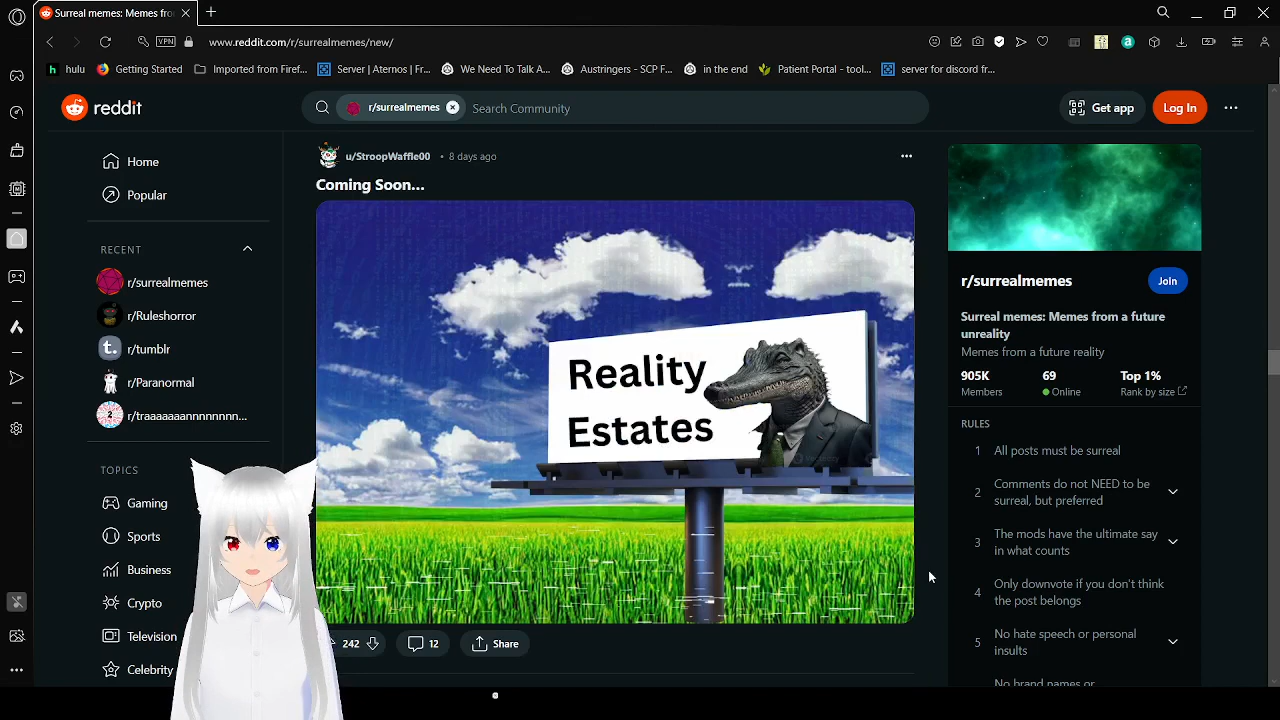 Surreal memes: Memes fro
VPN
www.reddit.com/r/surrealmemes/new/
h hulu
Getting Started
Imported from Firef...
Server | Aternos | Fr...
We Need To Talk A...
Austringers - SCP F...
in the end
Patient Portal - tool...
server for discord fr...
reddit
r/surrealmemes
Search Community
Get app
Log In
Home
Popular
RECENT
r/surrealmemes
r/Ruleshorror
t. r/tumblr
r/Paranormal
2 r/traaaaaaannnnnnnn...
TOPICS
Gaming
Sports
Business
Crypto
Television
Celebrity
u/StroopWaffle00 • 8 days ago
Coming Soon...
Reality
Estates
242
12
Share
r/surrealmemes
Join
Surreal memes: Memes from a future
unreality
Memes from a future reality
905K 69 Top 1%
Members Online Rank by size
RULES
1 All posts must be surreal
2 Comments do not NEED to be
surreal, but preferred
3 The mods have the ultimate say
in what counts
4 Only downvote if you don't think
the post belongs
5 No hate speech or personal
insults
No brand names or